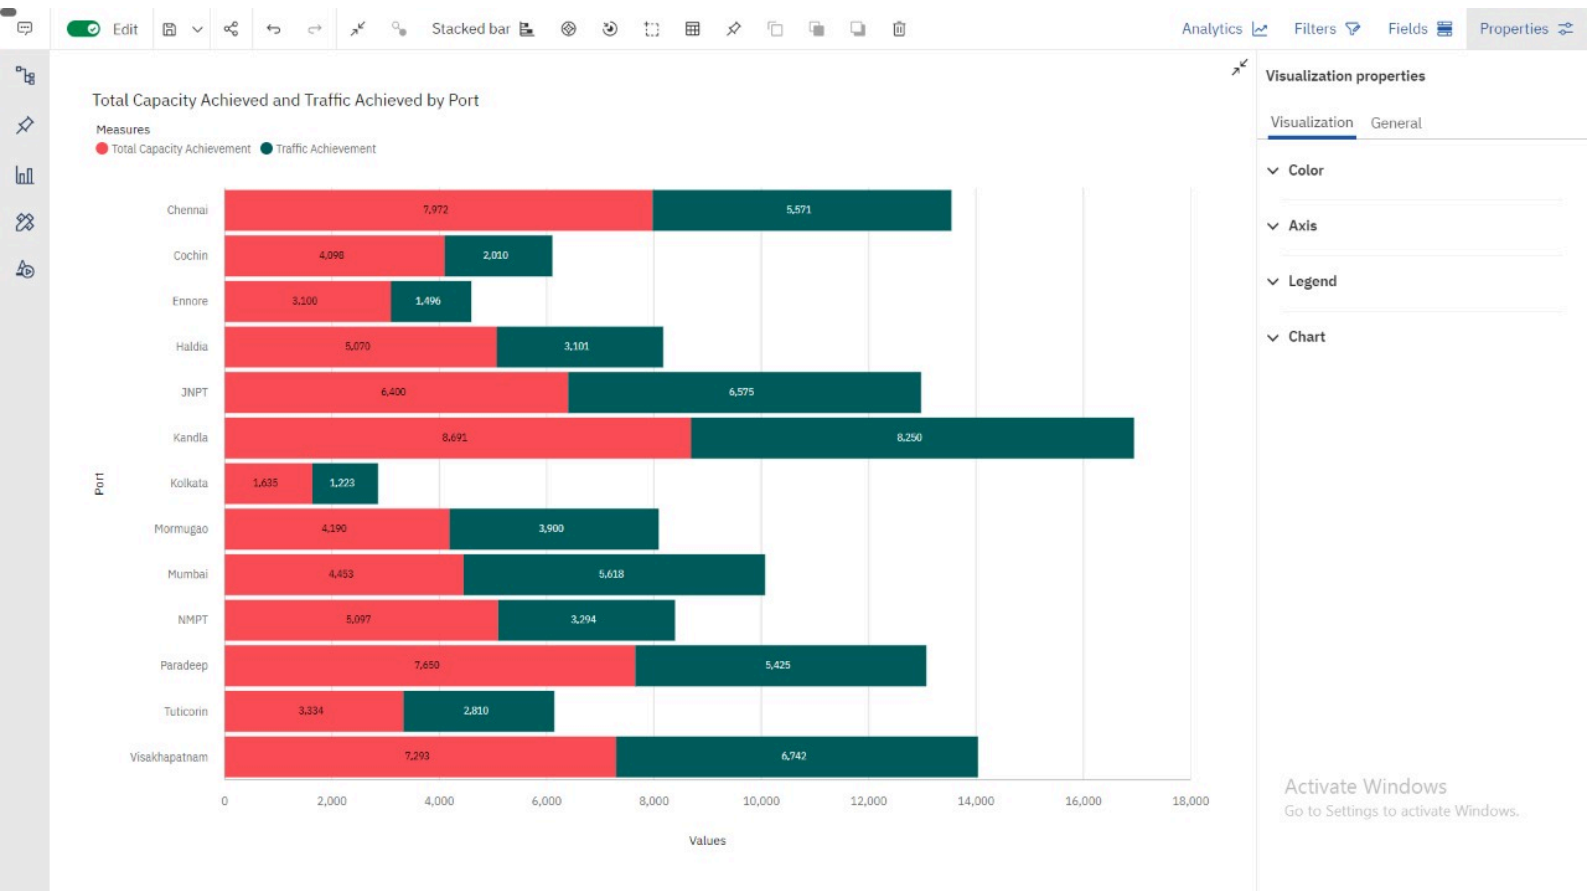 Edit
Stacked bar
Analytics
Filters
Fields
Properties
Visualization properties
Visualization
General
Color
Axis
Legend
Chart
Total Capacity Achieved and Traffic Achieved by Port
Measures
Total Capacity Achievement
Traffic Achievement
Port
Chennai 7,972 5,571
Cochin 4,098 2,010
Ennore 3,100 1,496
Haldia 5,070 3,101
JNPT 6,400 6,575
Kandla 8,691 8,250
Kolkata 1,635 1,223
Mormugao 4,190 3,900
Mumbai 4,453 5,618
NMPT 5,097 3,294
Paradeep 7,650 5,425
Tuticorin 3,334 2,810
Visakhapatnam 7,293 6,742
0 2,000 4,000 6,000 8,000 10,000 12,000 14,000 16,000 18,000
Values
Activate Windows
Go to Settings to activate Windows.